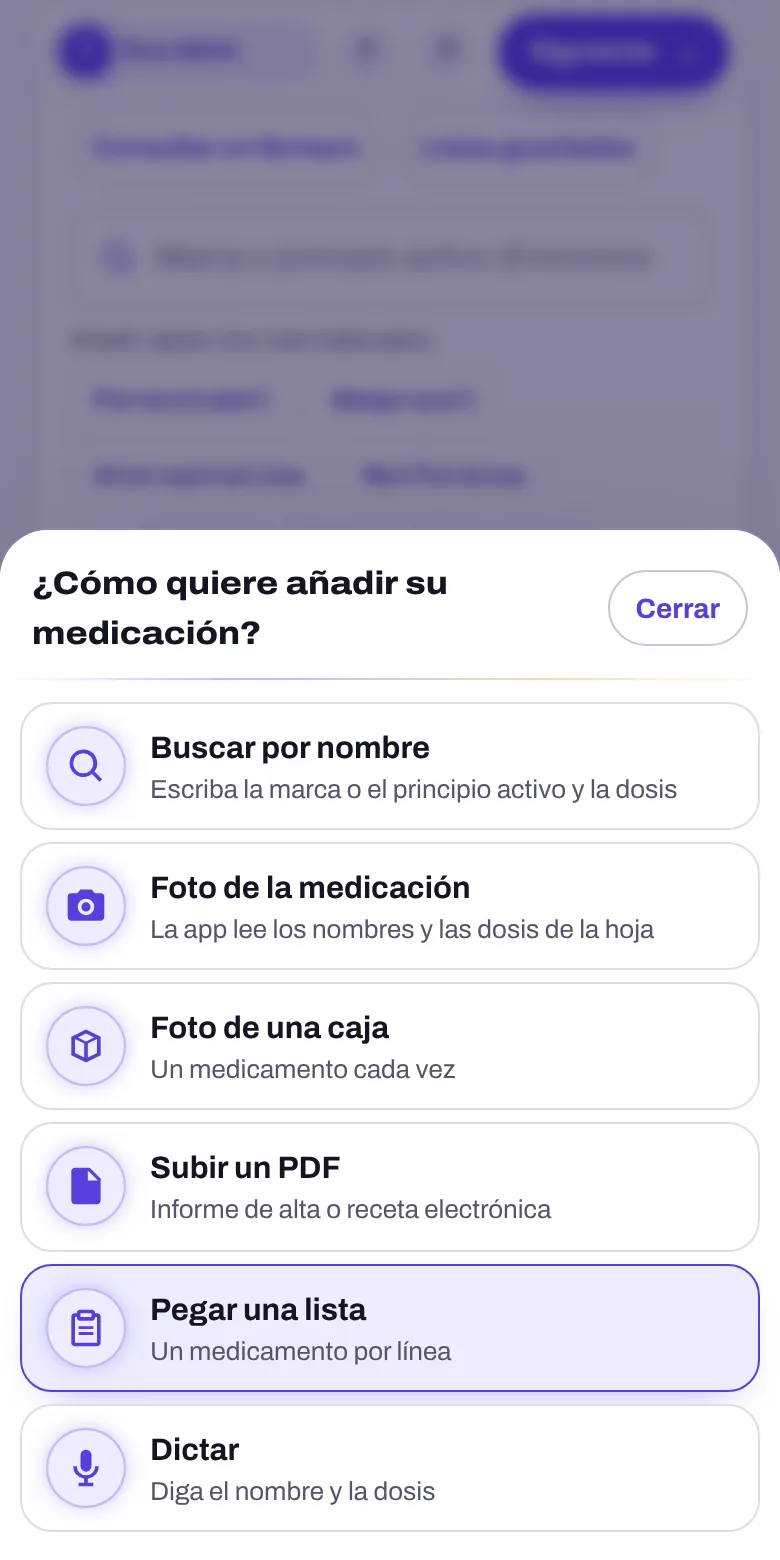 ¿Cómo quiere añadir su
medicación?
Cerrar
Buscar por nombre
Escriba la marca o el principio activo y la dosis
Foto de la medicación
La app lee los nombres y las dosis de la hoja
Foto de una caja
Un medicamento cada vez
Subir un PDF
Informe de alta o receta electrónica
Pegar una lista
Un medicamento por línea
Dictar
Diga el nombre y la dosis